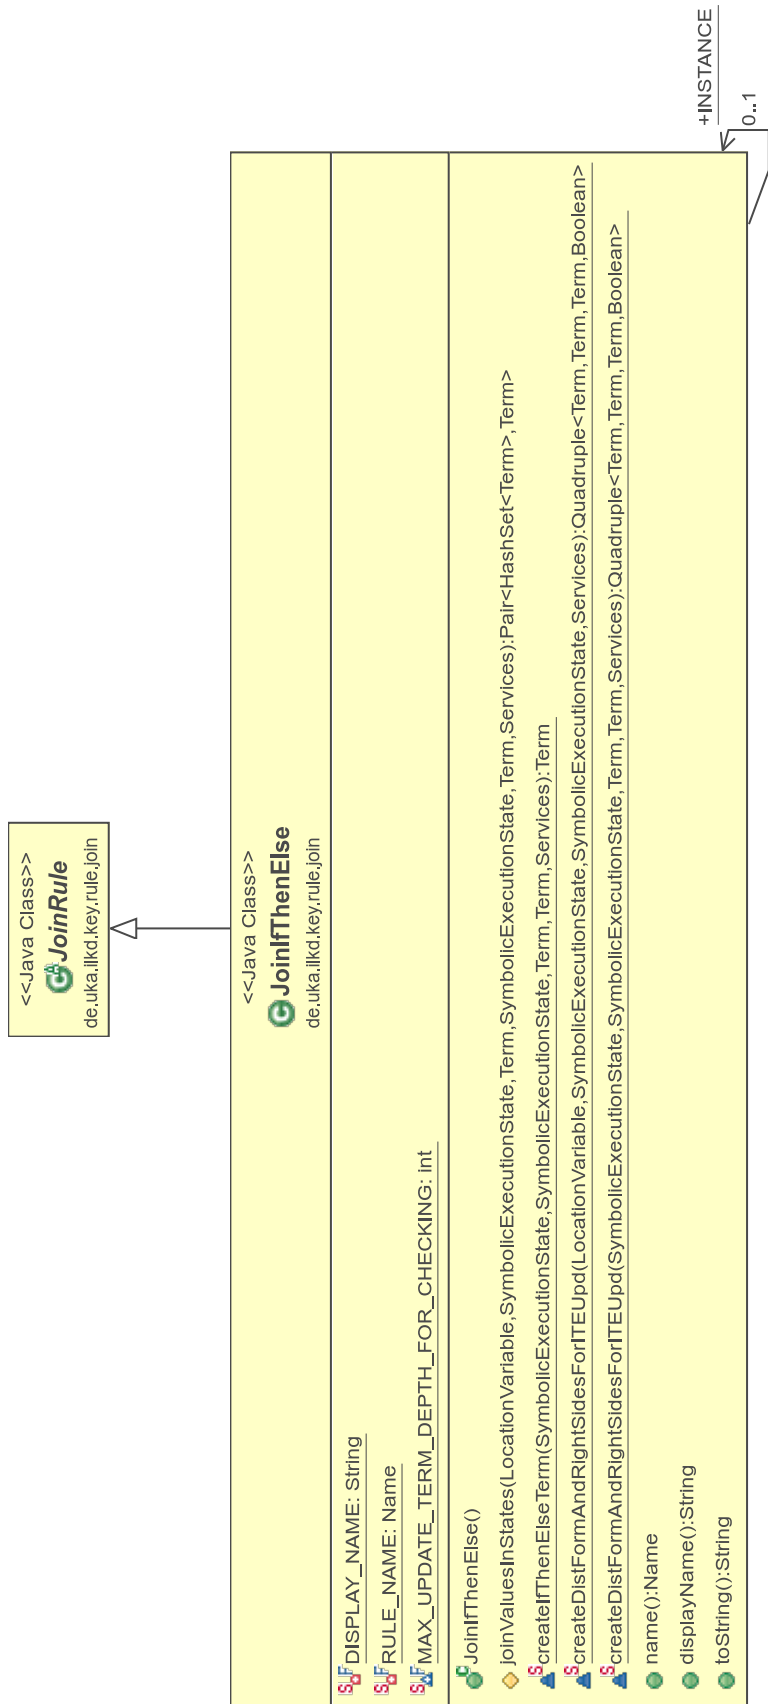 <<Java Class>>
JoinRule
de.uka.ilkd.key.rule.join
<<Java Class>>
JoinIfThenElse
de.uka.ilkd.key.rule.join
DISPLAY_NAME: String
RULE_NAME: Name
MAX_UPDATE_TERM_DEPTH_FOR_CHECKING: int
JoinIfThenElse()
joinValuesInStates(LocationVariable,SymbolicExecutionState,Term,SymbolicExecutionState,Term,Services):Pair<HashSet<Term>,Term>
createIfThenElseTerm(SymbolicExecutionState,SymbolicExecutionState,Term,Term,Services):Term
createDistFormAndRightSidesForITEUpd(LocationVariable,SymbolicExecutionState,SymbolicExecutionState,Services):Quadruple<Term,Term,Term,Boolean>
createDistFormAndRightSidesForITEUpd(SymbolicExecutionState,SymbolicExecutionState,Term,Term,Services):Quadruple<Term,Term,Term,Boolean>
name():Name
displayName():String
toString():String
+INSTANCE
0..1